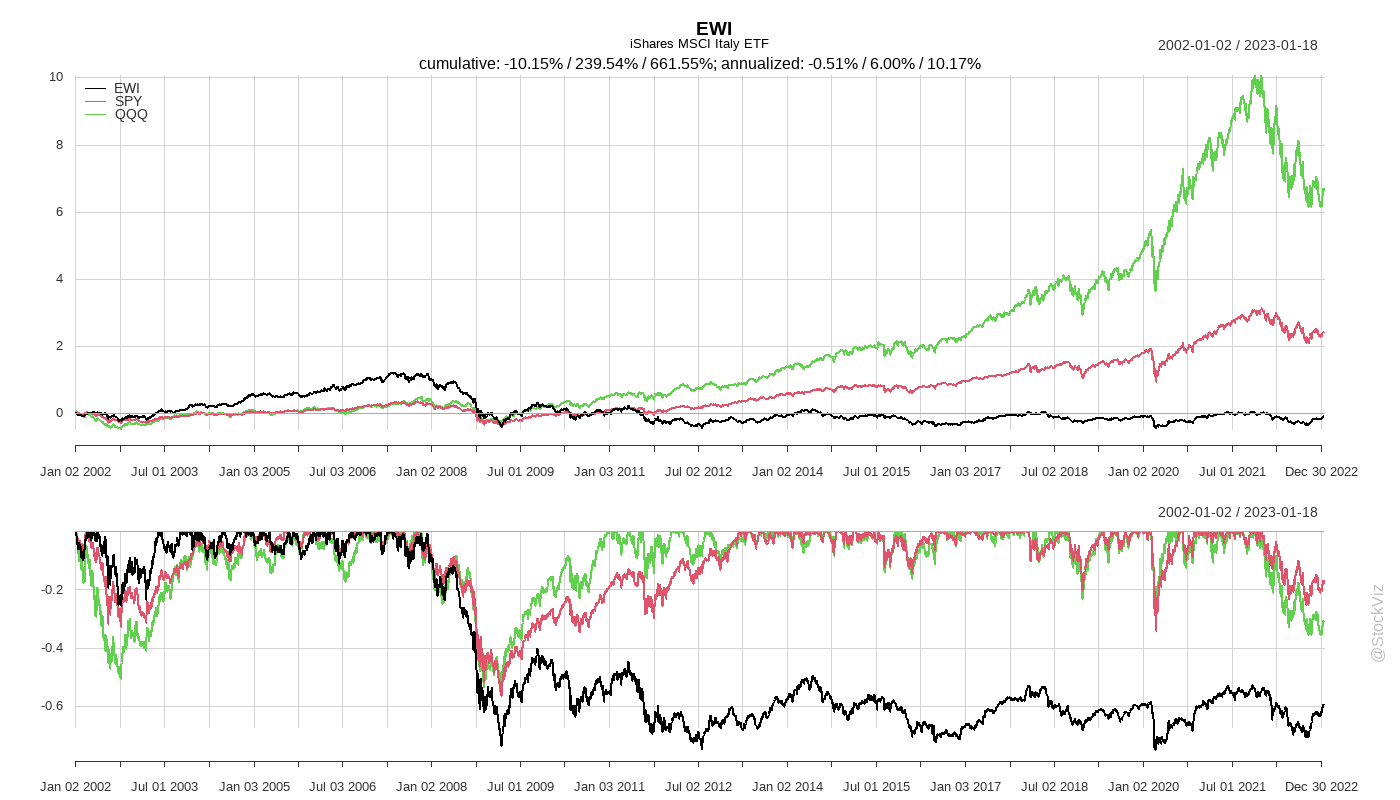 EWI
iShares MSCI Italy ETF
2002-01-02 / 2023-01-18
cumulative: -10.15% / 239.54% / 661.55%; annualized: -0.51% / 6.00% / 10.17%
EWI
SPY
QQQ
10
8
6
4
2
0
Jan 02 2002 Jul 01 2003 Jan 03 2005 Jul 03 2006 Jan 02 2008 Jul 01 2009 Jan 03 2011 Jul 02 2012 Jan 02 2014 Jul 01 2015 Jan 03 2017 Jul 02 2018 Jan 02 2020 Jul 01 2021 Dec 30 2022
2002-01-02 / 2023-01-18
-0.2
-0.4
-0.6
Jan 02 2002 Jul 01 2003 Jan 03 2005 Jul 03 2006 Jan 02 2008 Jul 01 2009 Jan 03 2011 Jul 02 2012 Jan 02 2014 Jul 01 2015 Jan 03 2017 Jul 02 2018 Jan 02 2020 Jul 01 2021 Dec 30 2022
@StockViz